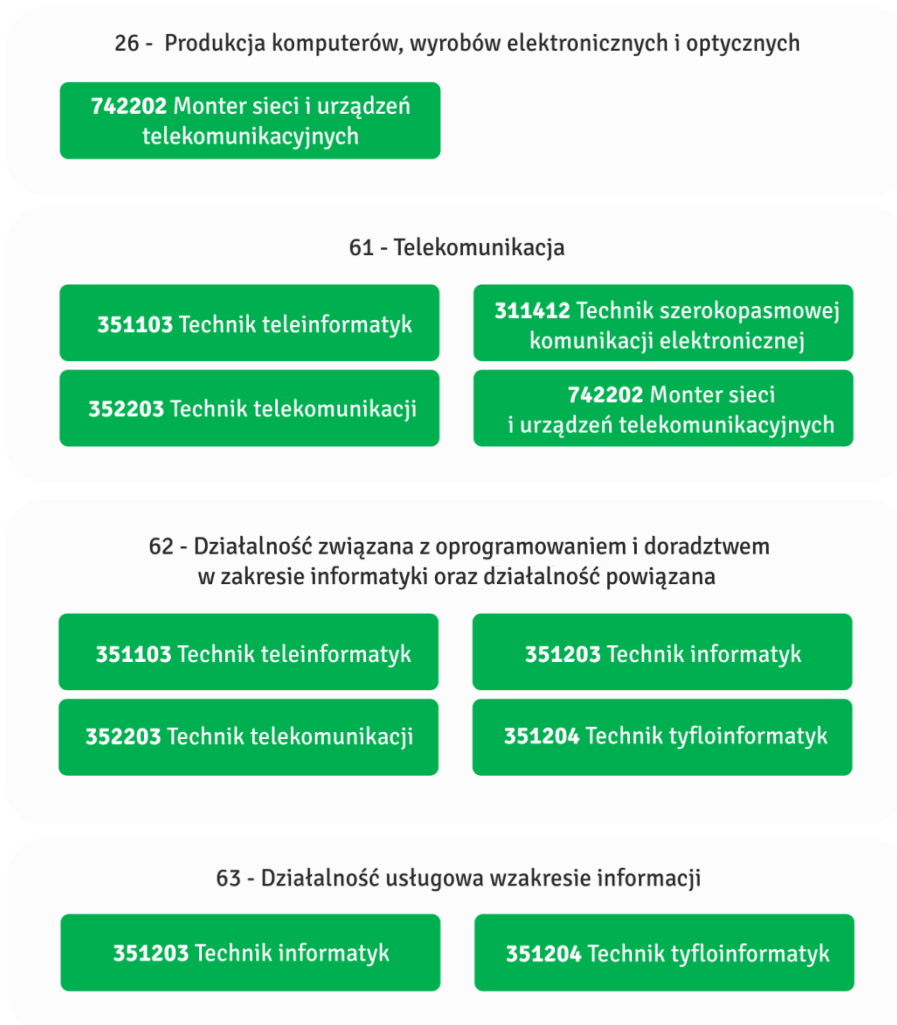 26 -  Produkcja komputerów, wyrobów elektronicznych i optycznych
742202 Monter sieci i urządzeń
telekomunikacyjnych
61 - Telekomunikacja
351103 Technik teleinformatyk
311412 Technik szerokopasmowej
komunikacji elektronicznej
352203 Technik telekomunikacji
742202 Monter sieci
i urządzeń telekomunikacyjnych
62 - Działalność związana z oprogramowaniem i doradztwem
w zakresie informatyki oraz działalność powiązana
351103 Technik teleinformatyk
351203 Technik informatyk
352203 Technik telekomunikacji
351204 Technik tyfloinformatyk
63 - Działalność usługowa wzakresie informacji
351203 Technik informatyk
351204 Technik tyfloinformatyk